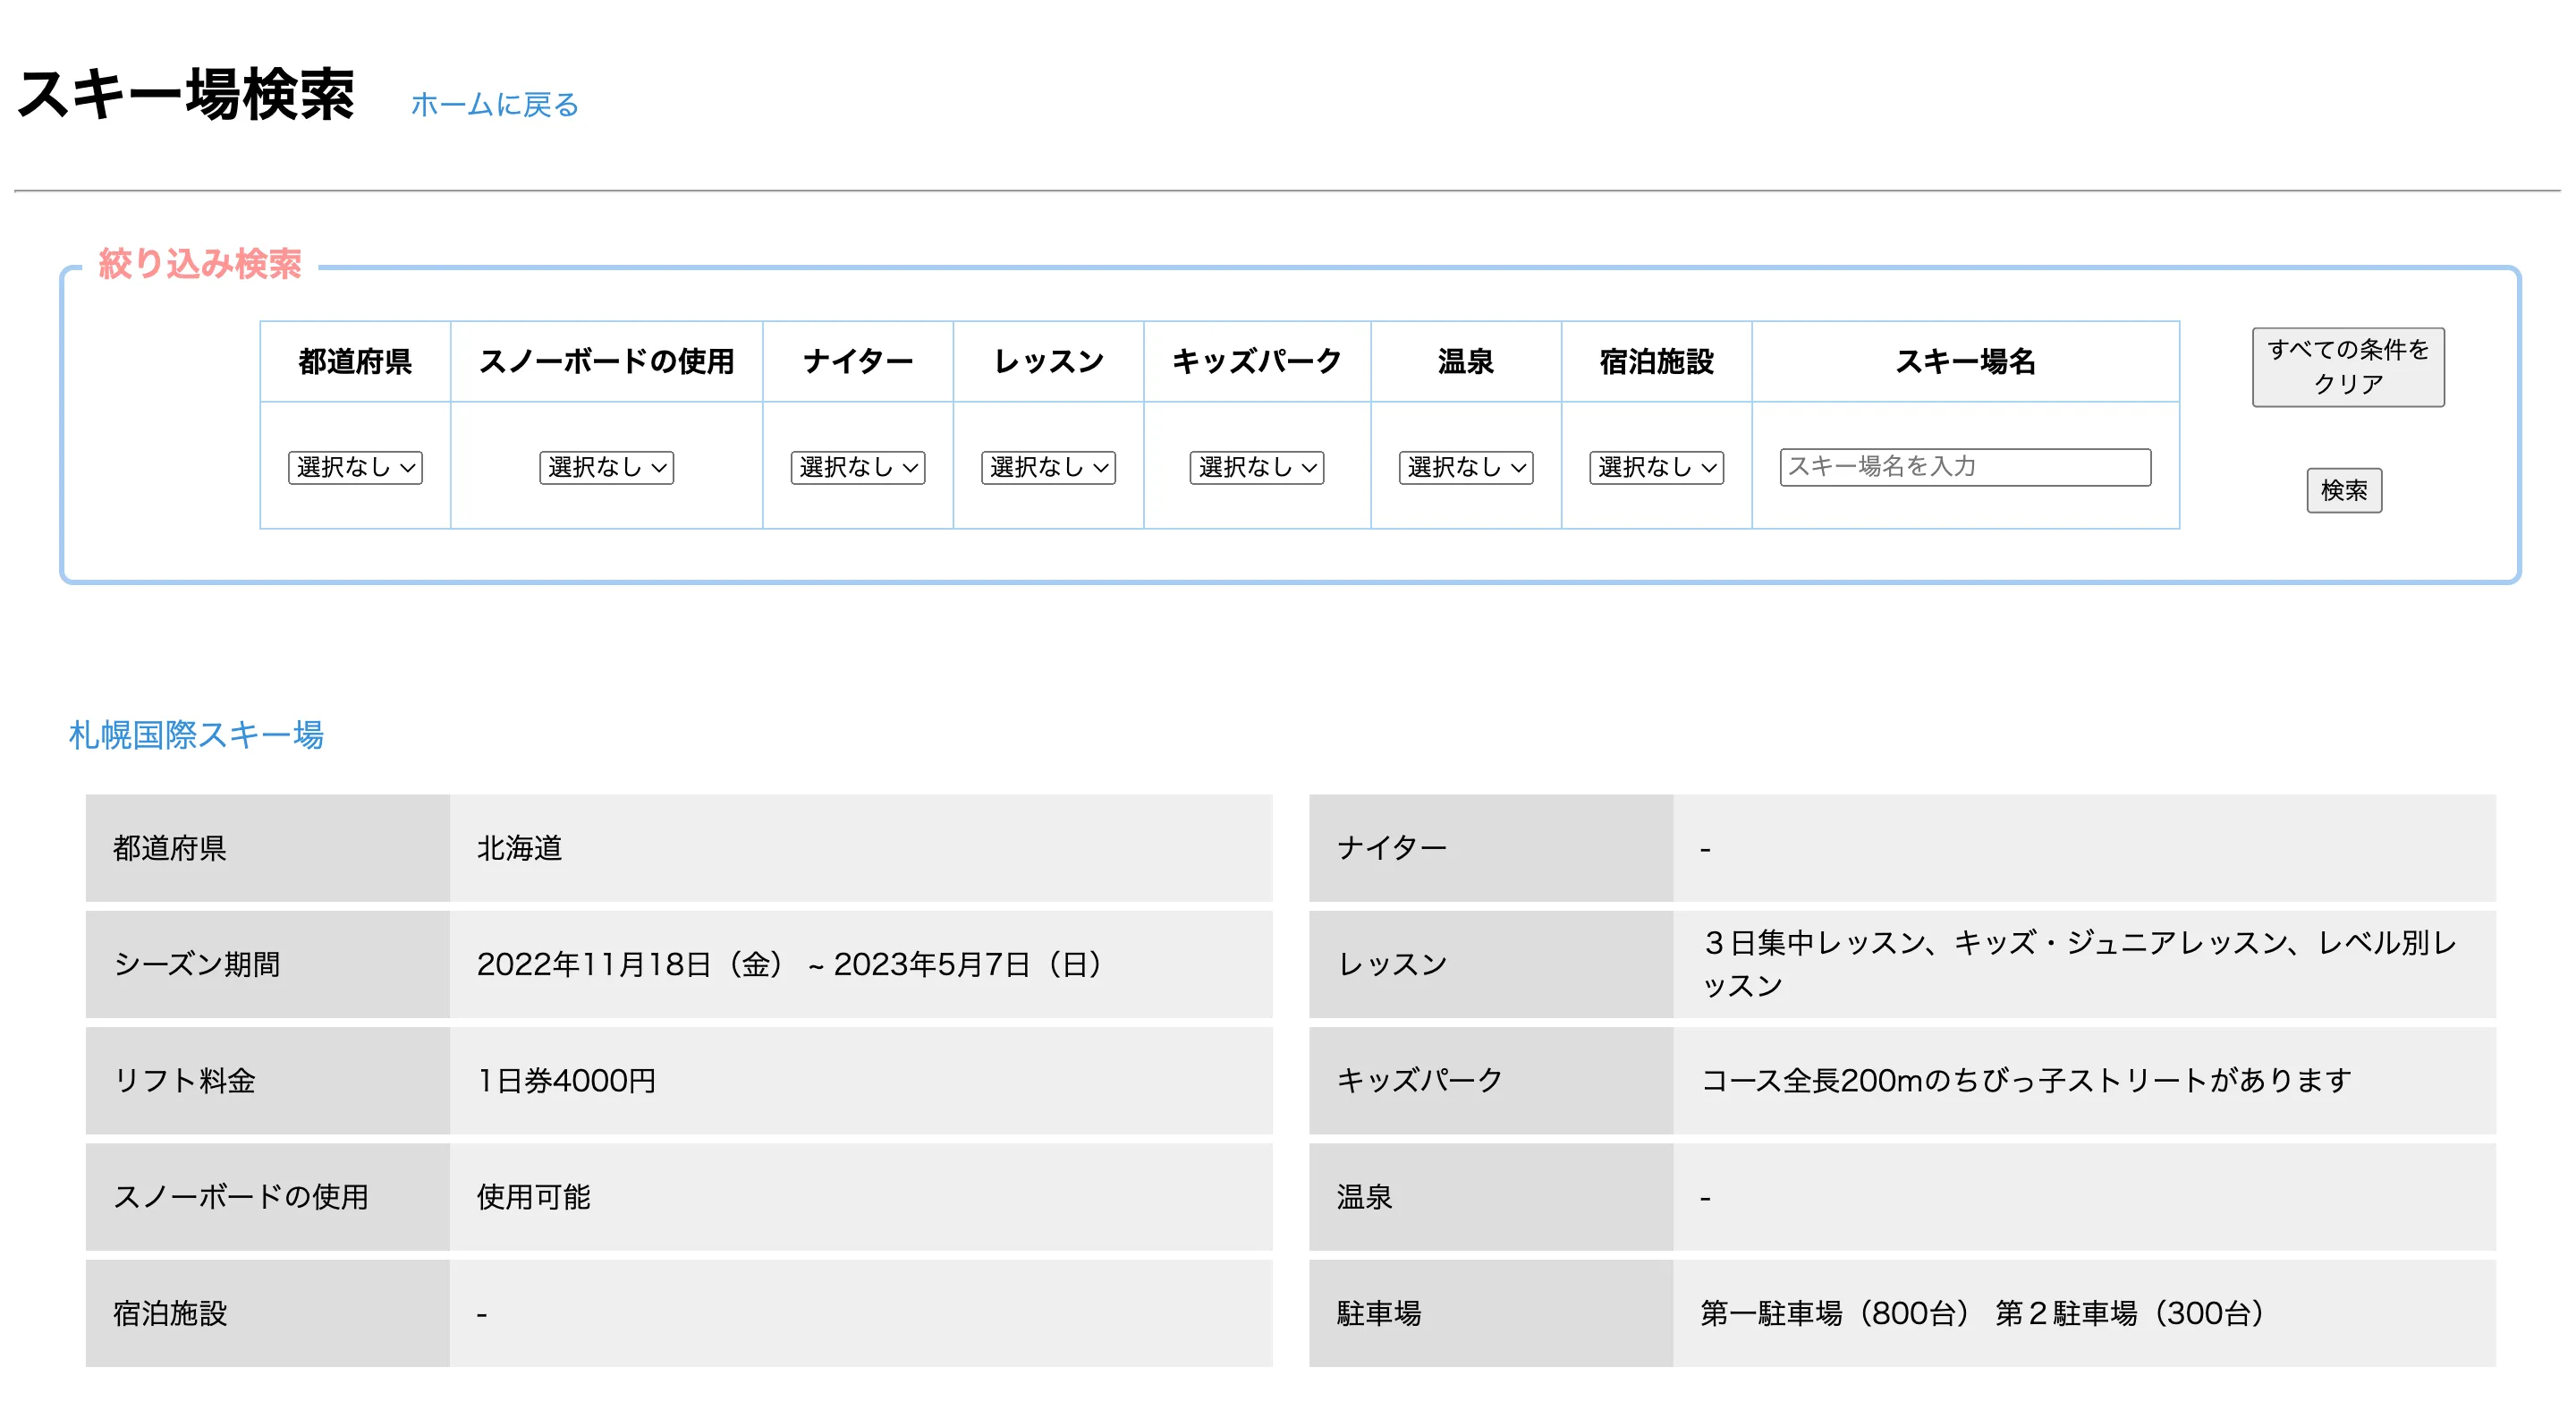 スキー場検索 ホームに戻る
絞り込み検索
都道府県 スノーボードの使用 ナイター レッスン キッズパーク 温泉 宿泊施設 スキー場名
選択なし 選択なし 選択なし 選択なし 選択なし 選択なし 選択なし スキー場名を入力
すべての条件を
クリア
検索
札幌国際スキー場
都道府県 北海道
シーズン期間 2022年11月18日（金） ~ 2023年5月7日（日）
リフト料金 1日券4000円
スノーボードの使用 使用可能
宿泊施設 -
ナイター -
レッスン ３日集中レッスン、キッズ・ジュニアレッスン、レベル別レ
ッスン
キッズパーク コース全長200mのちびっ子ストリートがあります
温泉 -
駐車場 第一駐車場（800台） 第２駐車場（300台）